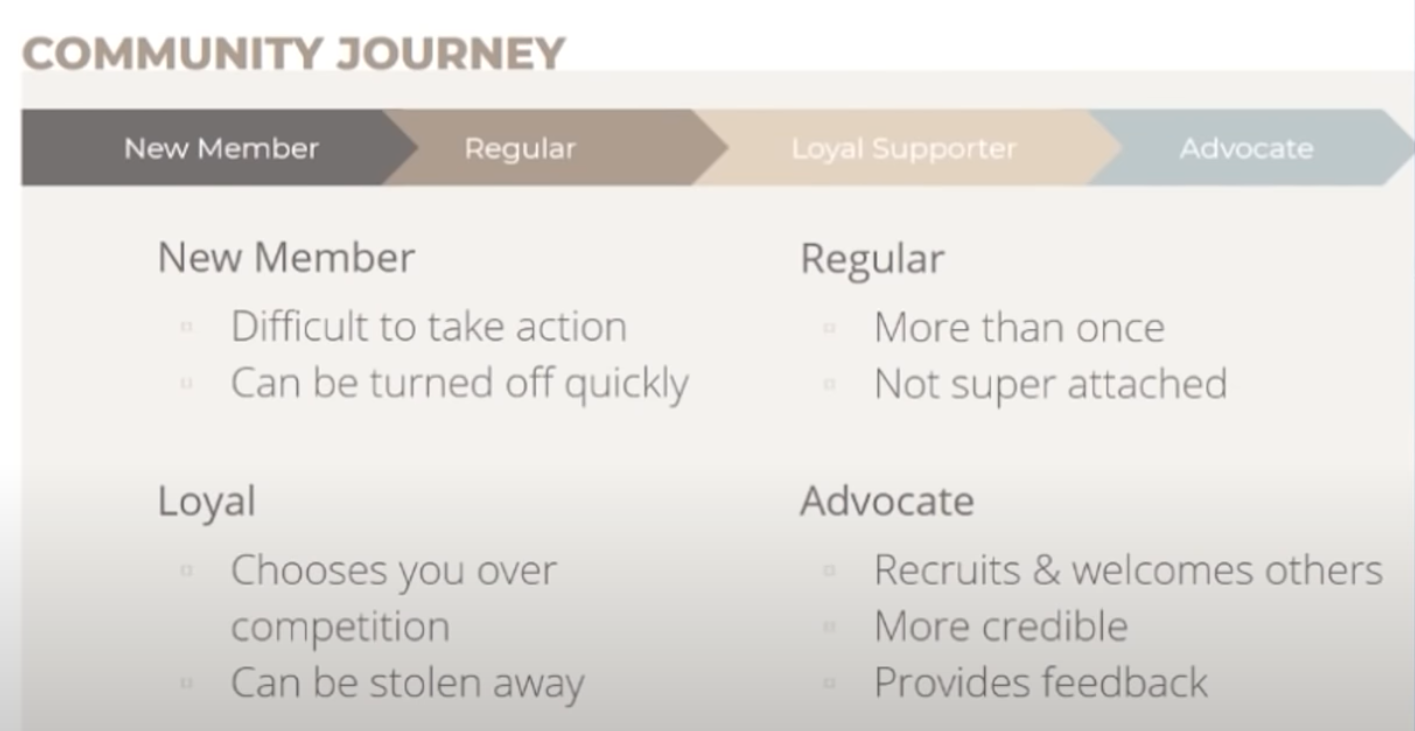 COMMUNITY JOURNEY
New Member
Regular
Loyal Supporter
Advocate
New Member
Difficult to take action
Can be turned off quickly
Regular
More than once
Not super attached
Loyal
Chooses you over
competition
Can be stolen away
Advocate
Recruits & welcomes others
More credible
Provides feedback